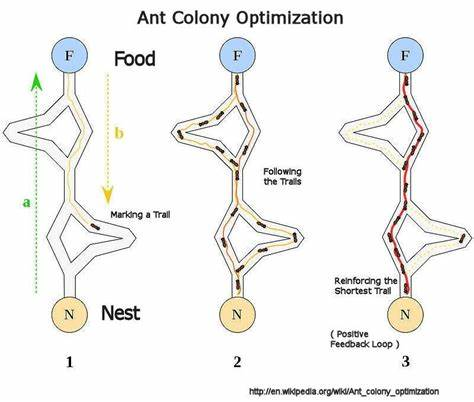 Ant Colony Optimization
F
Food
a
b
Marking a Trail
N
Nest
1
F
Following
the Trails
N
2
F
Reinforcing the
Shortest Trail
N
( Positive
Feedback Loop )
3
http://en.wikipedia.org/wiki/Ant_colony_optimization